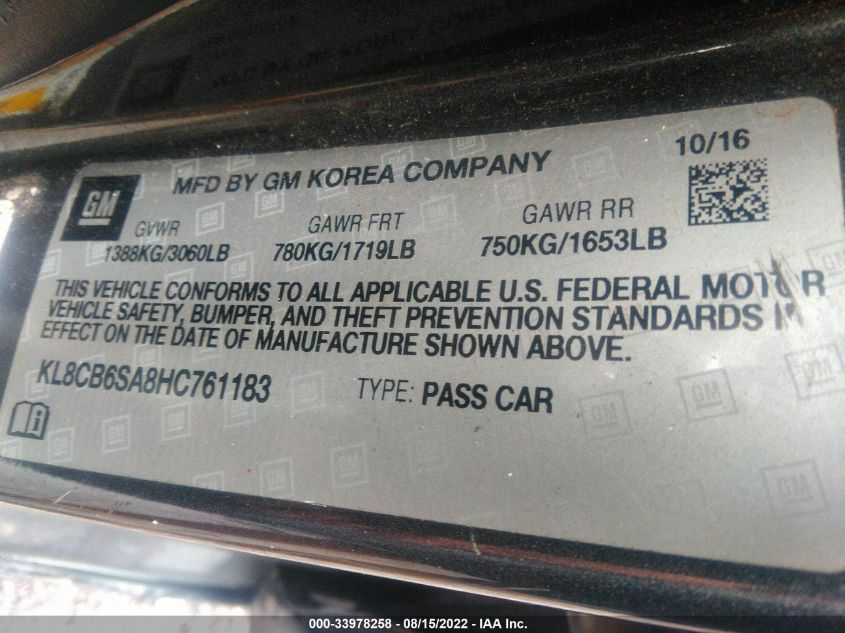 10/16
GM
MFD BY GM KOREA COMPANY
GVWR GAWR FRT GAWR RR
1388KG/3060LB 780KG/1719LB 750KG/1653LB
THIS VEHICLE CONFORMS TO ALL APPLICABLE U.S. FEDERAL MOTOR
VEHICLE SAFETY, BUMPER, AND THEFT PREVENTION STANDARDS IN
EFFECT ON THE DATE OF MANUFACTURE SHOWN ABOVE.
KL8CB6SA8HC761183 TYPE: PASS CAR
000-33978258 - 08/15/2022 - IAA Inc.